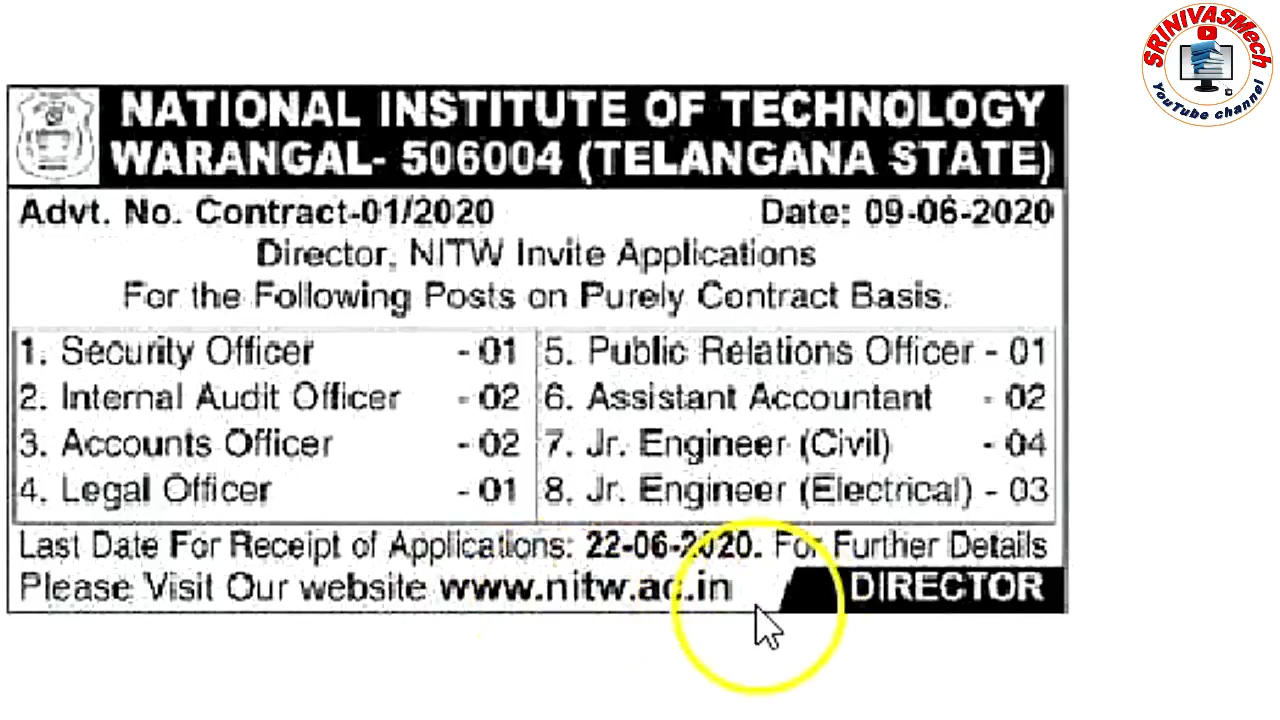 SRINIVASMech
YouTube channel
NATIONAL INSTITUTE OF TECHNOLOGY
WARANGAL- 506004 (TELANGANA STATE)
Advt. No. Contract-01/2020 Date: 09-06-2020
Director, NITW Invite Applications
For the Following Posts on Purely Contract Basis.
1. Security Officer - 01
2. Internal Audit Officer - 02
3. Accounts Officer - 02
4. Legal Officer - 01
5. Public Relations Officer - 01
6. Assistant Accountant - 02
7. Jr. Engineer (Civil) - 04
8. Jr. Engineer (Electrical) - 03
Last Date For Receipt of Applications: 22-06-2020. For Further Details
Please Visit Our website www.nitw.ac.in DIRECTOR